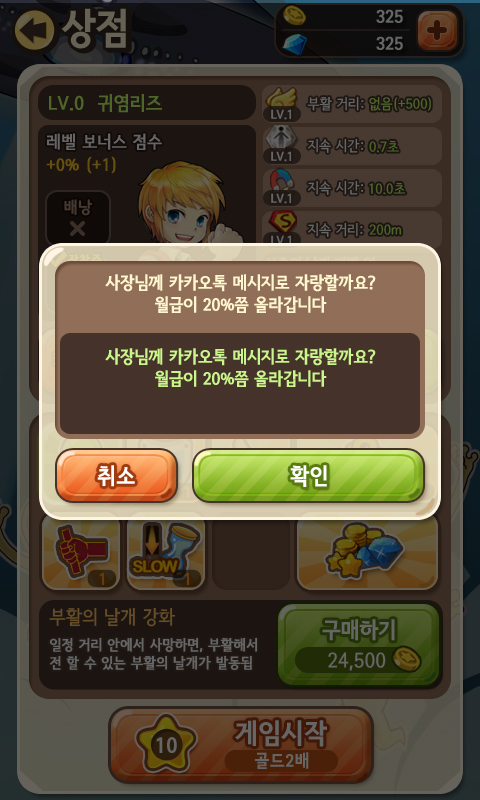 상점
325
325
LV.0 귀염리즈
레벨 보너스 점수
+0% (+1)
배낭
LV.1
부활 거리: 없음(+500)
LV.1
지속 시간: 0.7초
LV.1
지속 시간: 10.0초
LV.1
지속 거리: 200m
사장님께 카카오톡 메시지로 자랑할까요?
월급이 20%쯤 올라갑니다
사장님께 카카오톡 메시지로 자랑할까요?
월급이 20%쯤 올라갑니다
취소
확인
1
SLOW
1
부활의 날개 강화
일정 거리 안에서 사망하면, 부활해서
전 할 수 있는 부활의 날개가 발동됩
구매하기
24,500
10
게임시작
골드2배